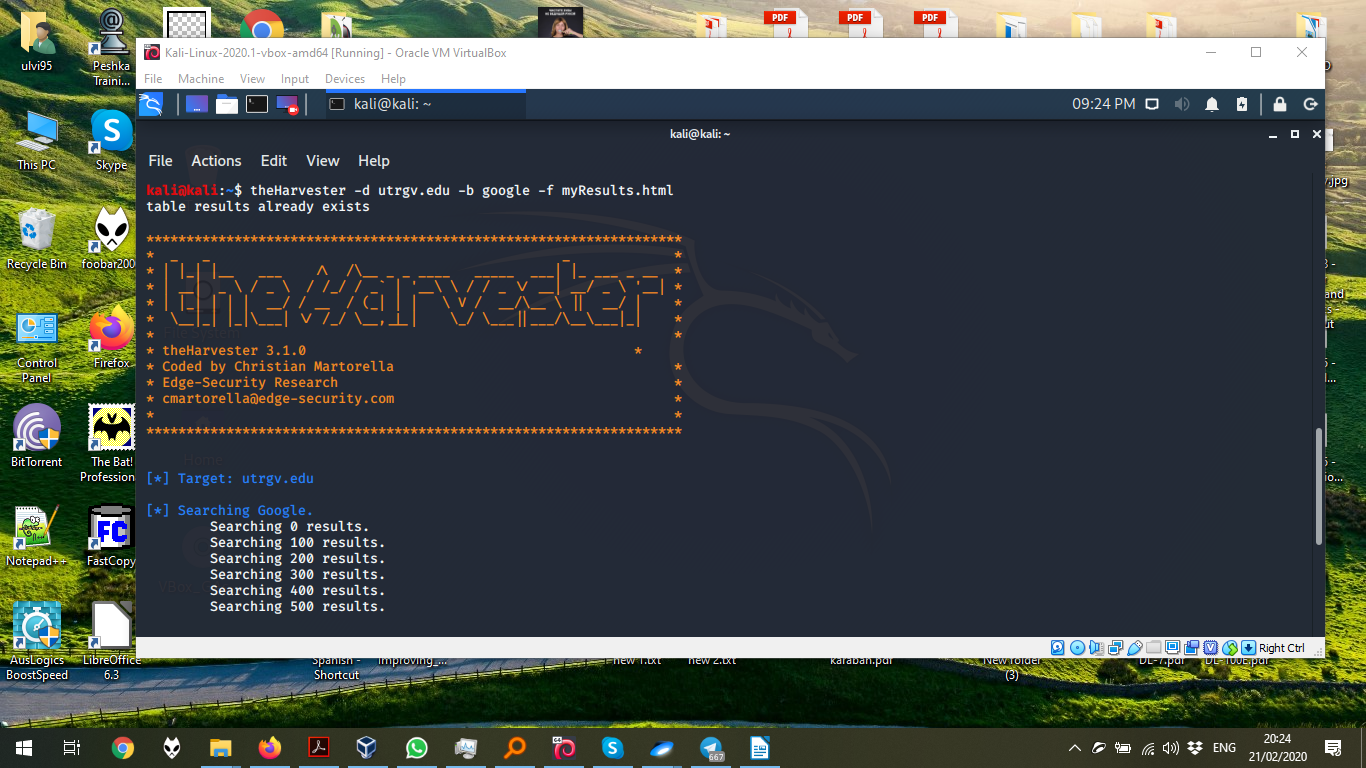 ulvi95
Peshka
Traini...
This PC
Skype
Recycle Bin
foobar200
Control
Panel
Firefox
BitTorrent
The Bat!
Profession
Notepad++
FastCopy
AusLogics
BoostSpeed
LibreOffice
6.3
PDF
PDF
PDF
Kali-Linux-2020.1-vbox-amd64 [Running] - Oracle VM VirtualBox
File Machine View Input Devices Help
kali@kali: ~
09:24 PM
kali@kali: ~
File Actions Edit View Help
kali@kali:~$ theHarvester -d utrgv.edu -b google -f myResults.html
table results already exists
*******************************************************************
theHarvester
* theHarvester 3.1.0 *
* Coded by Christian Martorella *
* Edge-Security Research *
* cmartorella@edge-security.com *
* *
*******************************************************************
[*] Target: utrgv.edu
[*] Searching Google.
Searching 0 results.
Searching 100 results.
Searching 200 results.
Searching 300 results.
Searching 400 results.
Searching 500 results.
Home
Right Ctrl
Spanish -
Shortcut
Improving_...
new 1.txt
new 2.txt
karaban.pdf
New folder
(3)
DL-7.pdf
DL-100E.pdf
667
ENG
20:24
21/02/2020